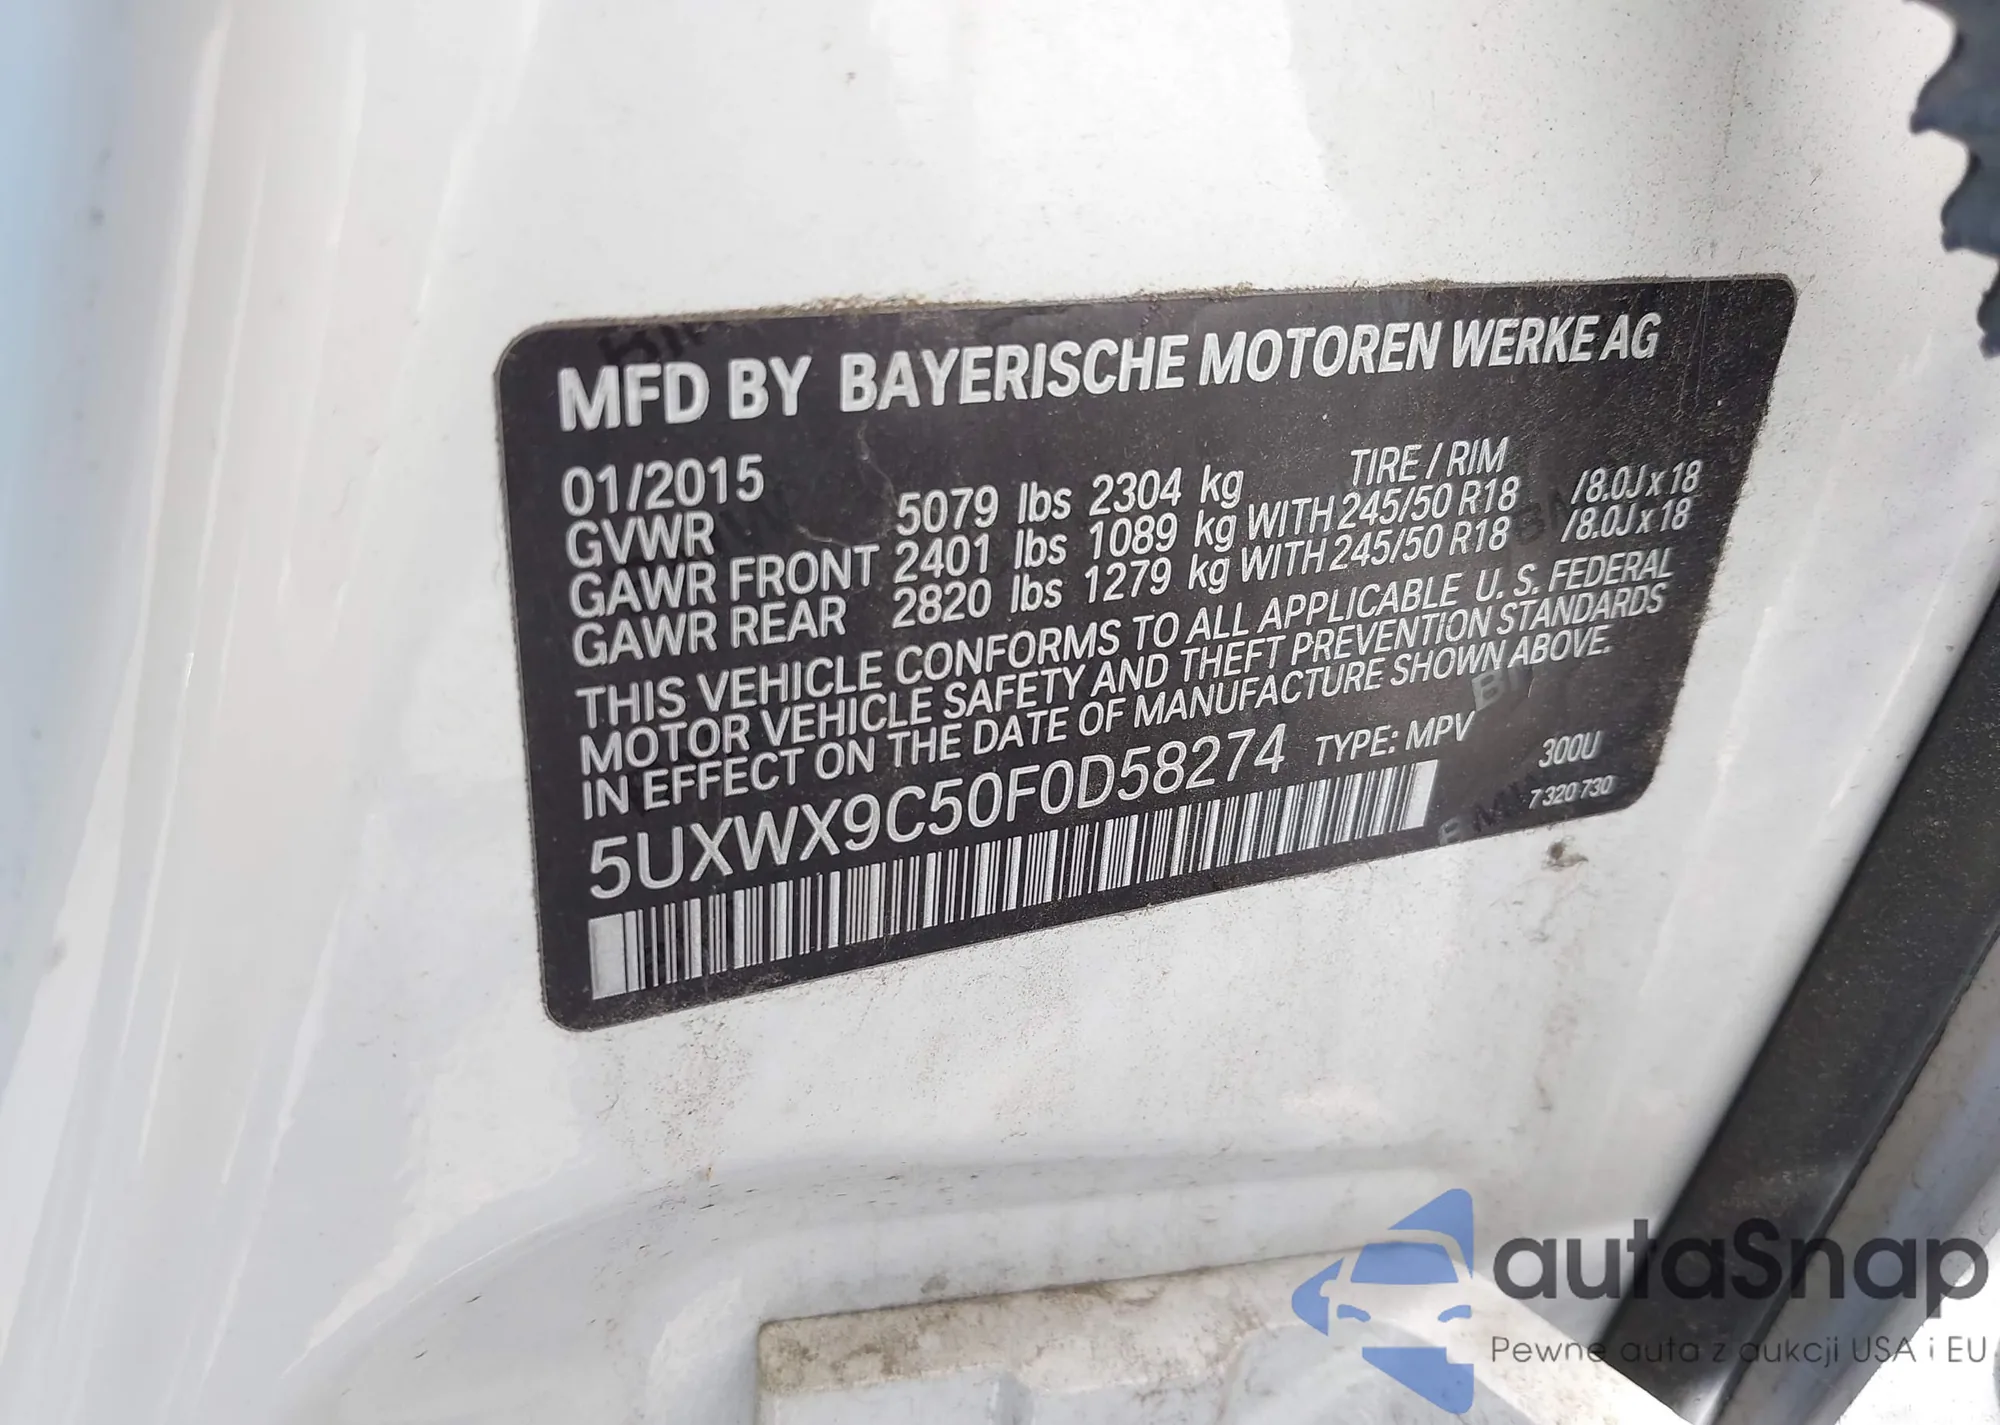 MFD BY BAYERISCHE MOTOREN WERKE AG
01/2015 TIRE / RIM
GVWR 5079 lbs 2304 kg
GAWR FRONT 2401 lbs 1089 kg WITH 245/50 R18 /8.0J x 18
GAWR REAR 2820 lbs 1279 kg WITH 245/50 R18 /8.0J x 18
THIS VEHICLE CONFORMS TO ALL APPLICABLE U. S. FEDERAL
MOTOR VEHICLE SAFETY AND THEFT PREVENTION STANDARDS
IN EFFECT ON THE DATE OF MANUFACTURE SHOWN ABOVE.
5UXWX9C50F0D58274 TYPE: MPV 300U
7 320 730
autaSnap
Pewne auta z aukcji USA i EU